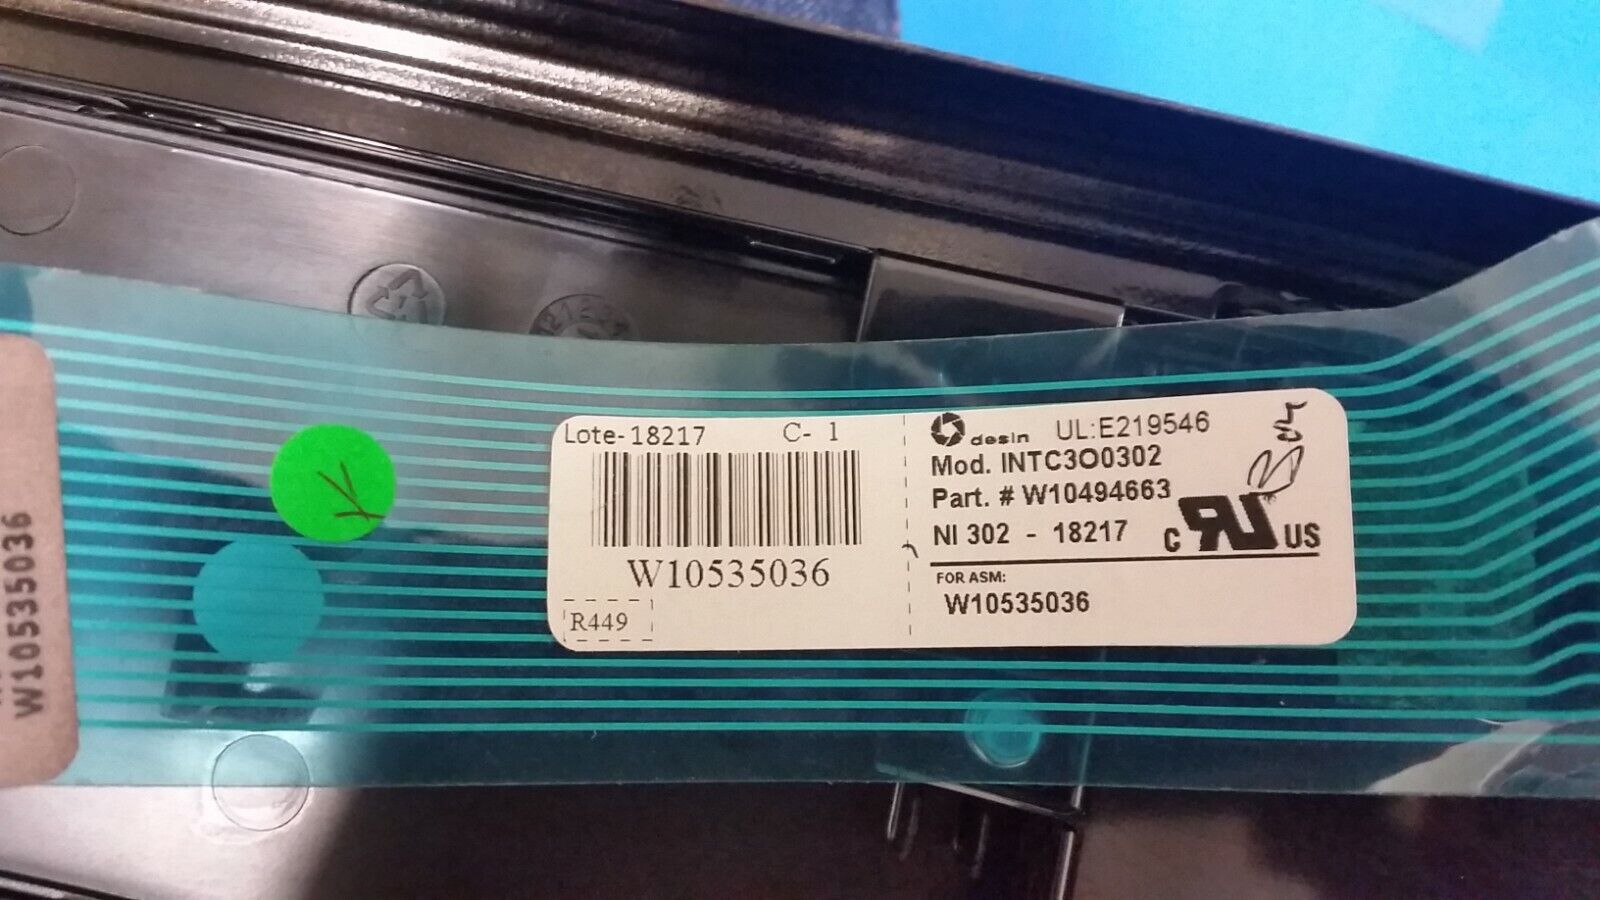 Lote-18217 C- 1
W10535036
R449
desin UL:E219546
Mod. INTC3O0302
Part. # W10494663
NI 302 - 18217
C RU US
FOR ASM:
W10535036
W10535036